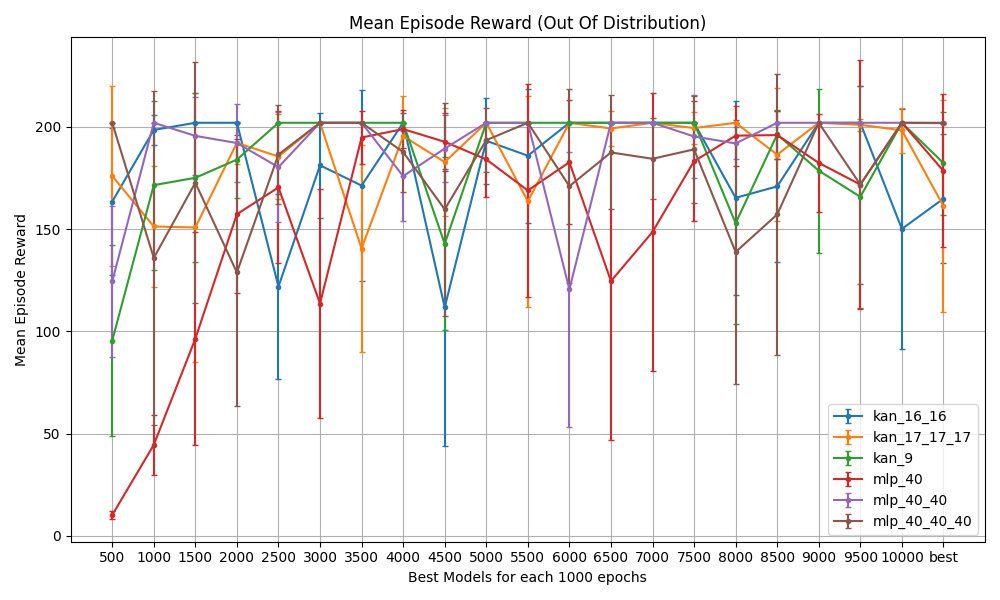 Mean Episode Reward (Out Of Distribution)
Mean Episode Reward
200
150
100
50
0
kan_16_16
kan_17_17_17
kan_9
mlp_40
mlp_40_40
mlp_40_40_40
500 1000 1500 2000 2500 3000 3500 4000 4500 5000 5500 6000 6500 7000 7500 8000 8500 9000 9500 10000 best
Best Models for each 1000 epochs